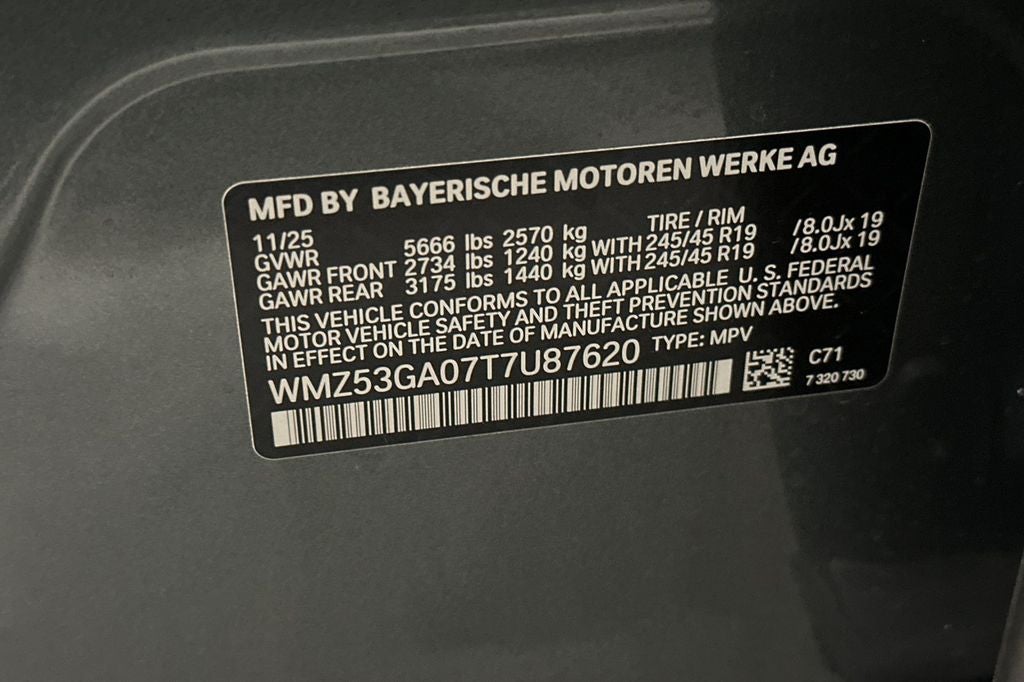 MFD BY BAYERISCHE MOTOREN WERKE AG
11/25 TIRE / RIM
GVWR 5666 lbs 2570 kg
GAWR FRONT 2734 lbs 1240 kg WITH 245/45 R19 /8.0Jx 19
GAWR REAR 3175 lbs 1440 kg WITH 245/45 R19 /8.0Jx 19
THIS VEHICLE CONFORMS TO ALL APPLICABLE U. S. FEDERAL
MOTOR VEHICLE SAFETY AND THEFT PREVENTION STANDARDS
IN EFFECT ON THE DATE OF MANUFACTURE SHOWN ABOVE.
WMZ53GA07T7U87620 TYPE: MPV
C71
7 320 730